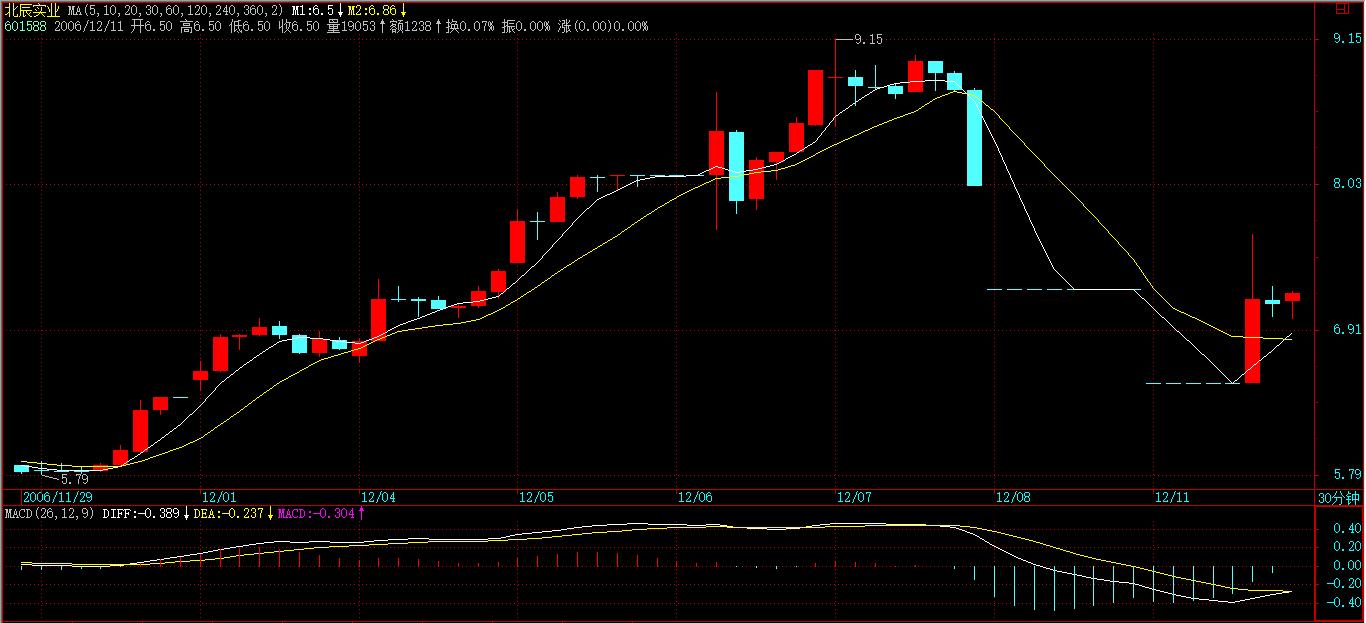 北辰实业 MA(5,10,20,30,60,120,240,360,2) M1:6.5↓M2:6.86↓
601588 2006/12/11 开6.50 高6.50 低6.50 收6.50 量19053↑额1238↑换0.07% 振0.00% 涨(0.00)0.00%
9.15 9.15
8.03
6.91
5.79 5.79
2006/11/29 12/01 12/04 12/05 12/06 12/07 12/08 12/11 30分钟
MACD(26,12,9) DIFF:-0.389↓DEA:-0.237↓MACD:-0.304↑
0.40
0.20
0.00
-0.20
-0.40